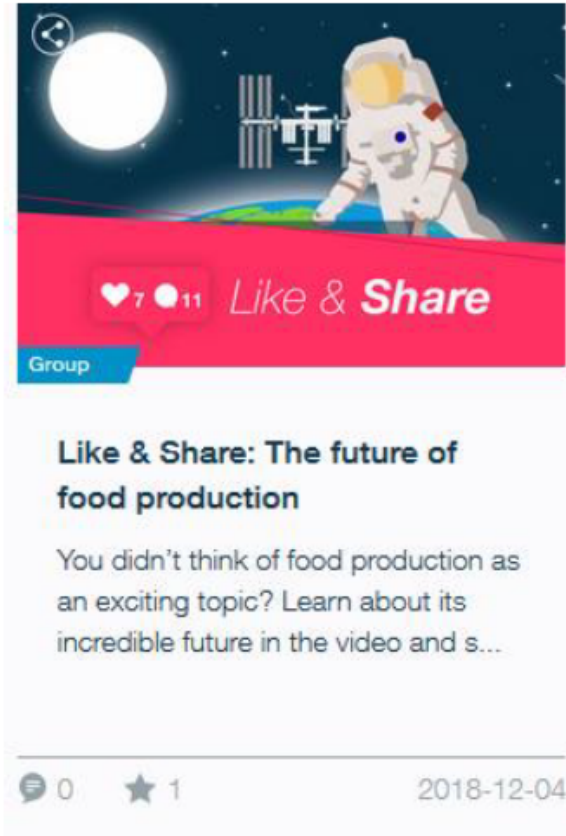 7 11 Like & Share
Group
Like & Share: The future of
food production
You didn't think of food production as
an exciting topic? Learn about its
incredible future in the video and s...
0 1 2018-12-04